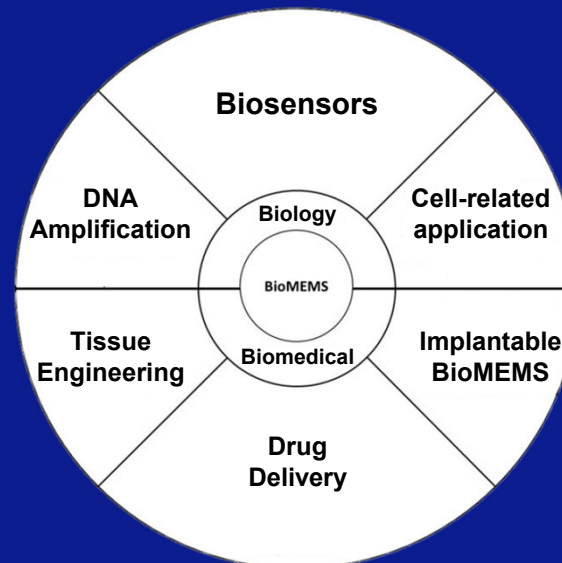 Biosensors
DNA
Amplification
Biology
Cell-related
application
BioMEMS
Tissue
Engineering
Biomedical
Implantable
BioMEMS
Drug
Delivery